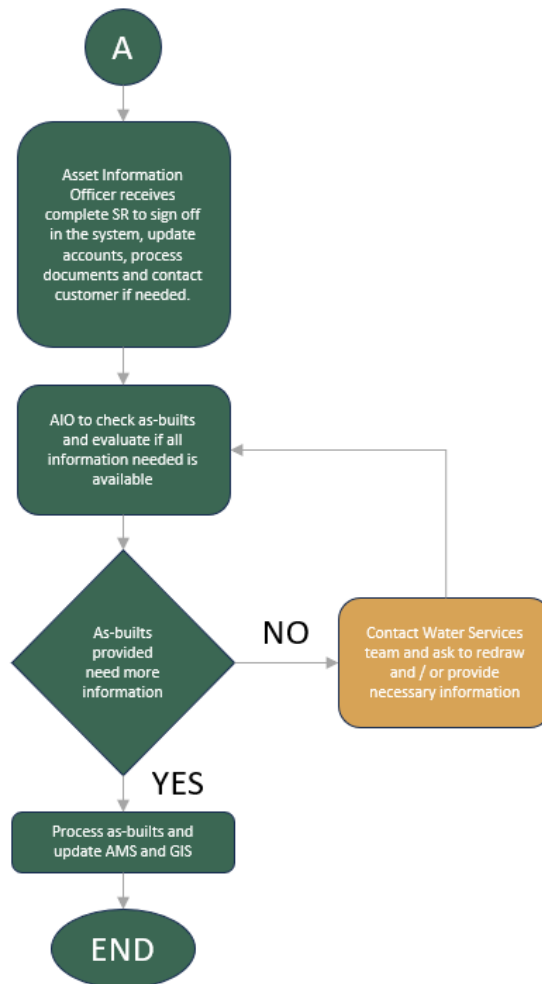 A
Asset Information
Officer receives
complete SR to sign off
in the system, update
accounts, process
documents and contact
customer if needed.
AIO to check as-builts
and evaluate if all
information needed is
available
As-builts
provided
need more
information
NO
Contact Water Services
team and ask to redraw
and / or provide
necessary information
YES
Process as-builts and
update AMS and GIS
END